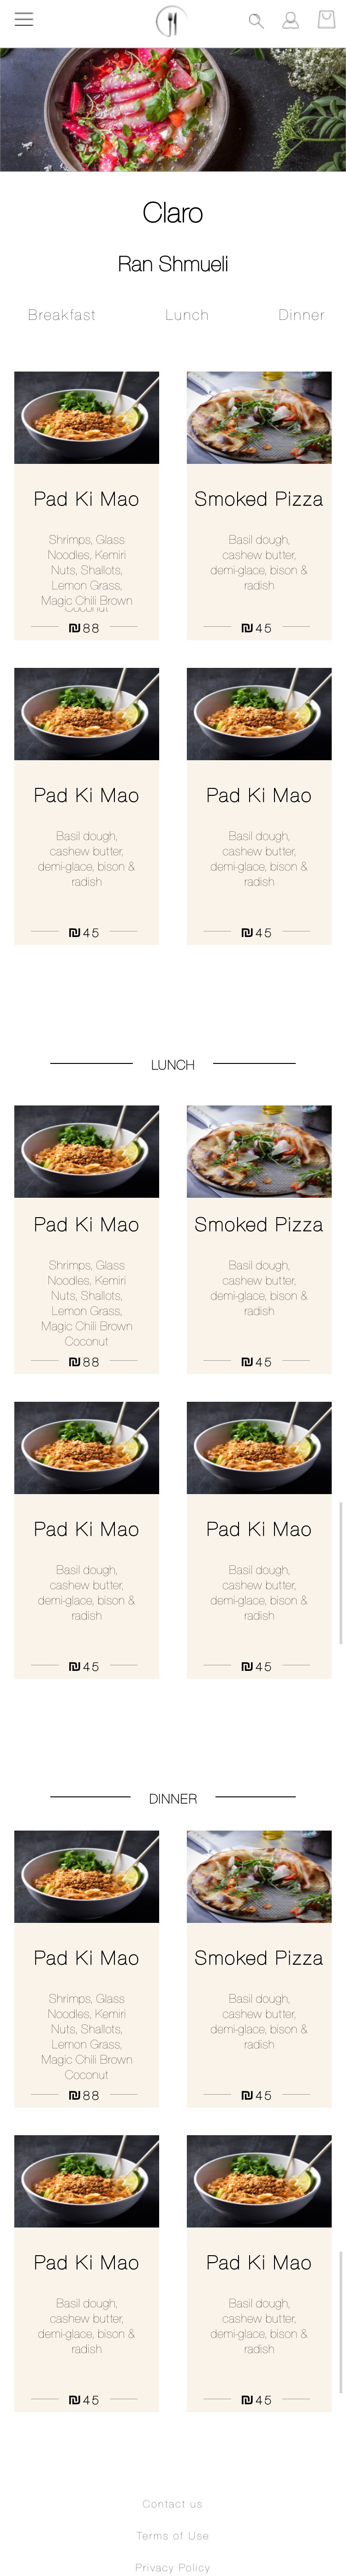 Claro
Ran Shmueli
Breakfast Lunch Dinner
Pad Ki Mao
Shrimps, Glass
Noodles, Kemiri
Nuts, Shallots,
Lemon Grass,
Magic Chili Brown
Coconut
₪88
Smoked Pizza
Basil dough,
cashew butter,
demi-glace, bison &
radish
₪45
Pad Ki Mao
Basil dough,
cashew butter,
demi-glace, bison &
radish
₪45
Pad Ki Mao
Basil dough,
cashew butter,
demi-glace, bison &
radish
₪45
LUNCH
Pad Ki Mao
Shrimps, Glass
Noodles, Kemiri
Nuts, Shallots,
Lemon Grass,
Magic Chili Brown
Coconut
₪88
Smoked Pizza
Basil dough,
cashew butter,
demi-glace, bison &
radish
₪45
Pad Ki Mao
Basil dough,
cashew butter,
demi-glace, bison &
radish
₪45
Pad Ki Mao
Basil dough,
cashew butter,
demi-glace, bison &
radish
₪45
DINNER
Pad Ki Mao
Shrimps, Glass
Noodles, Kemiri
Nuts, Shallots,
Lemon Grass,
Magic Chili Brown
Coconut
₪88
Smoked Pizza
Basil dough,
cashew butter,
demi-glace, bison &
radish
₪45
Pad Ki Mao
Basil dough,
cashew butter,
demi-glace, bison &
radish
₪45
Pad Ki Mao
Basil dough,
cashew butter,
demi-glace, bison &
radish
₪45
Contact us
Terms of Use
Privacy Policy